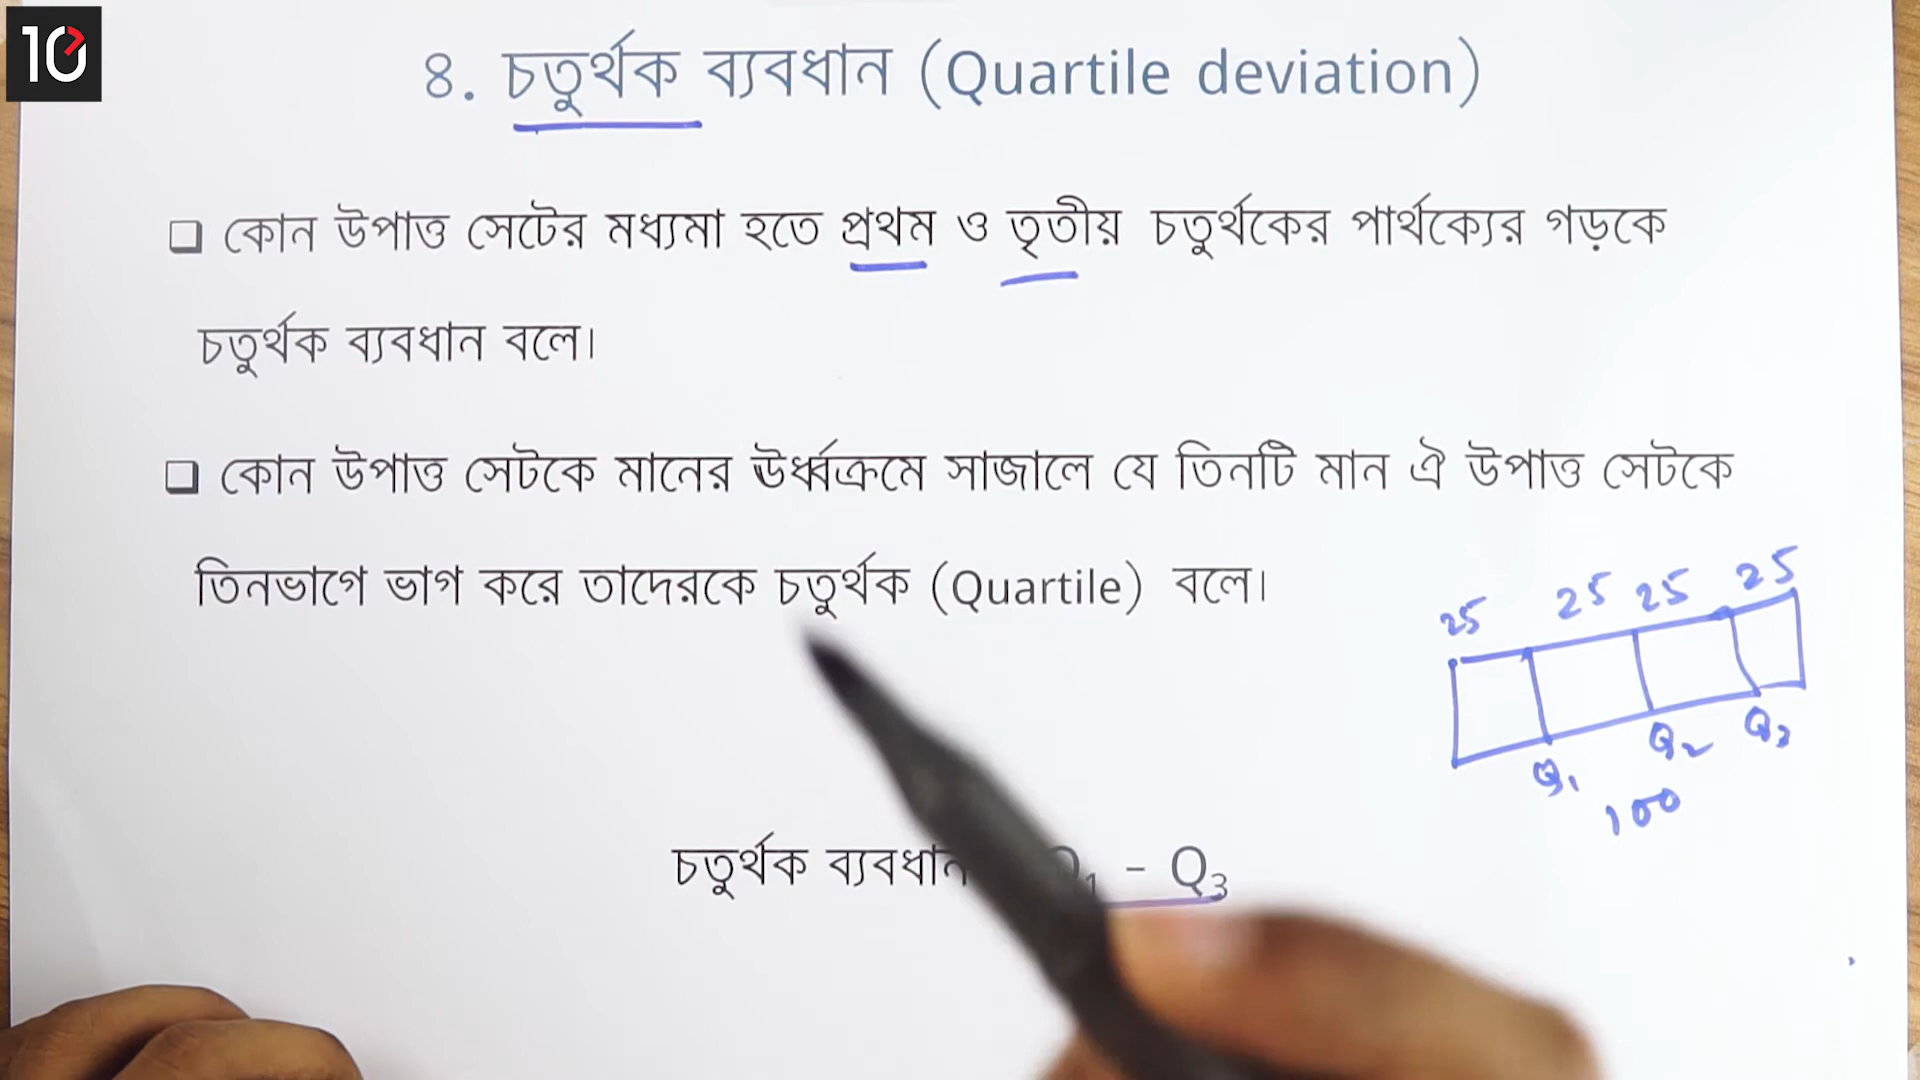 10
৪. চতুর্থক ব্যবধান (Quartile deviation)
❑ কোন উপাত্ত সেটের মধ্যমা হতে প্রথম ও তৃতীয় চতুর্থকের পার্থক্যের গড়কে
চতুর্থক ব্যবধান বলে।
❑ কোন উপাত্ত সেটকে মানের ঊর্ধ্বক্রমে সাজালে যে তিনটি মান ঐ উপাত্ত সেটকে
তিনভাগে ভাগ করে তাদেরকে চতুর্থক (Quartile) বলে।
25 25 25 25
Q₁ Q₂ Q₃
100
চতুর্থক ব্যবধান Q₁ - Q₃